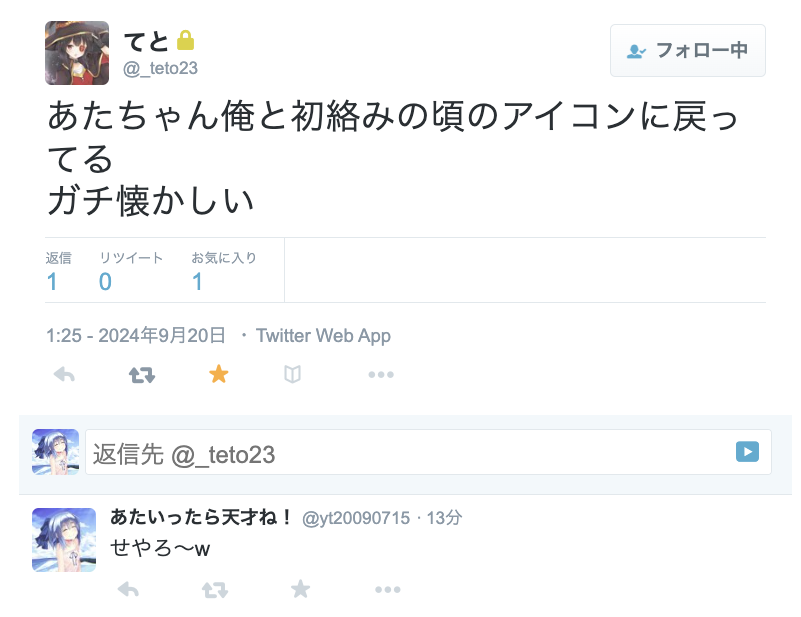 てと
@_teto23
フォロー中
あたちゃん俺と初絡みの頃のアイコンに戻っ
てる
ガチ懐かしい
返信 リツイート お気に入り
1 0 1
1:25 - 2024年9月20日 ・ Twitter Web App
返信先 @_teto23
あたいったら天才ね！ @yt20090715 · 13分
せやろ〜w